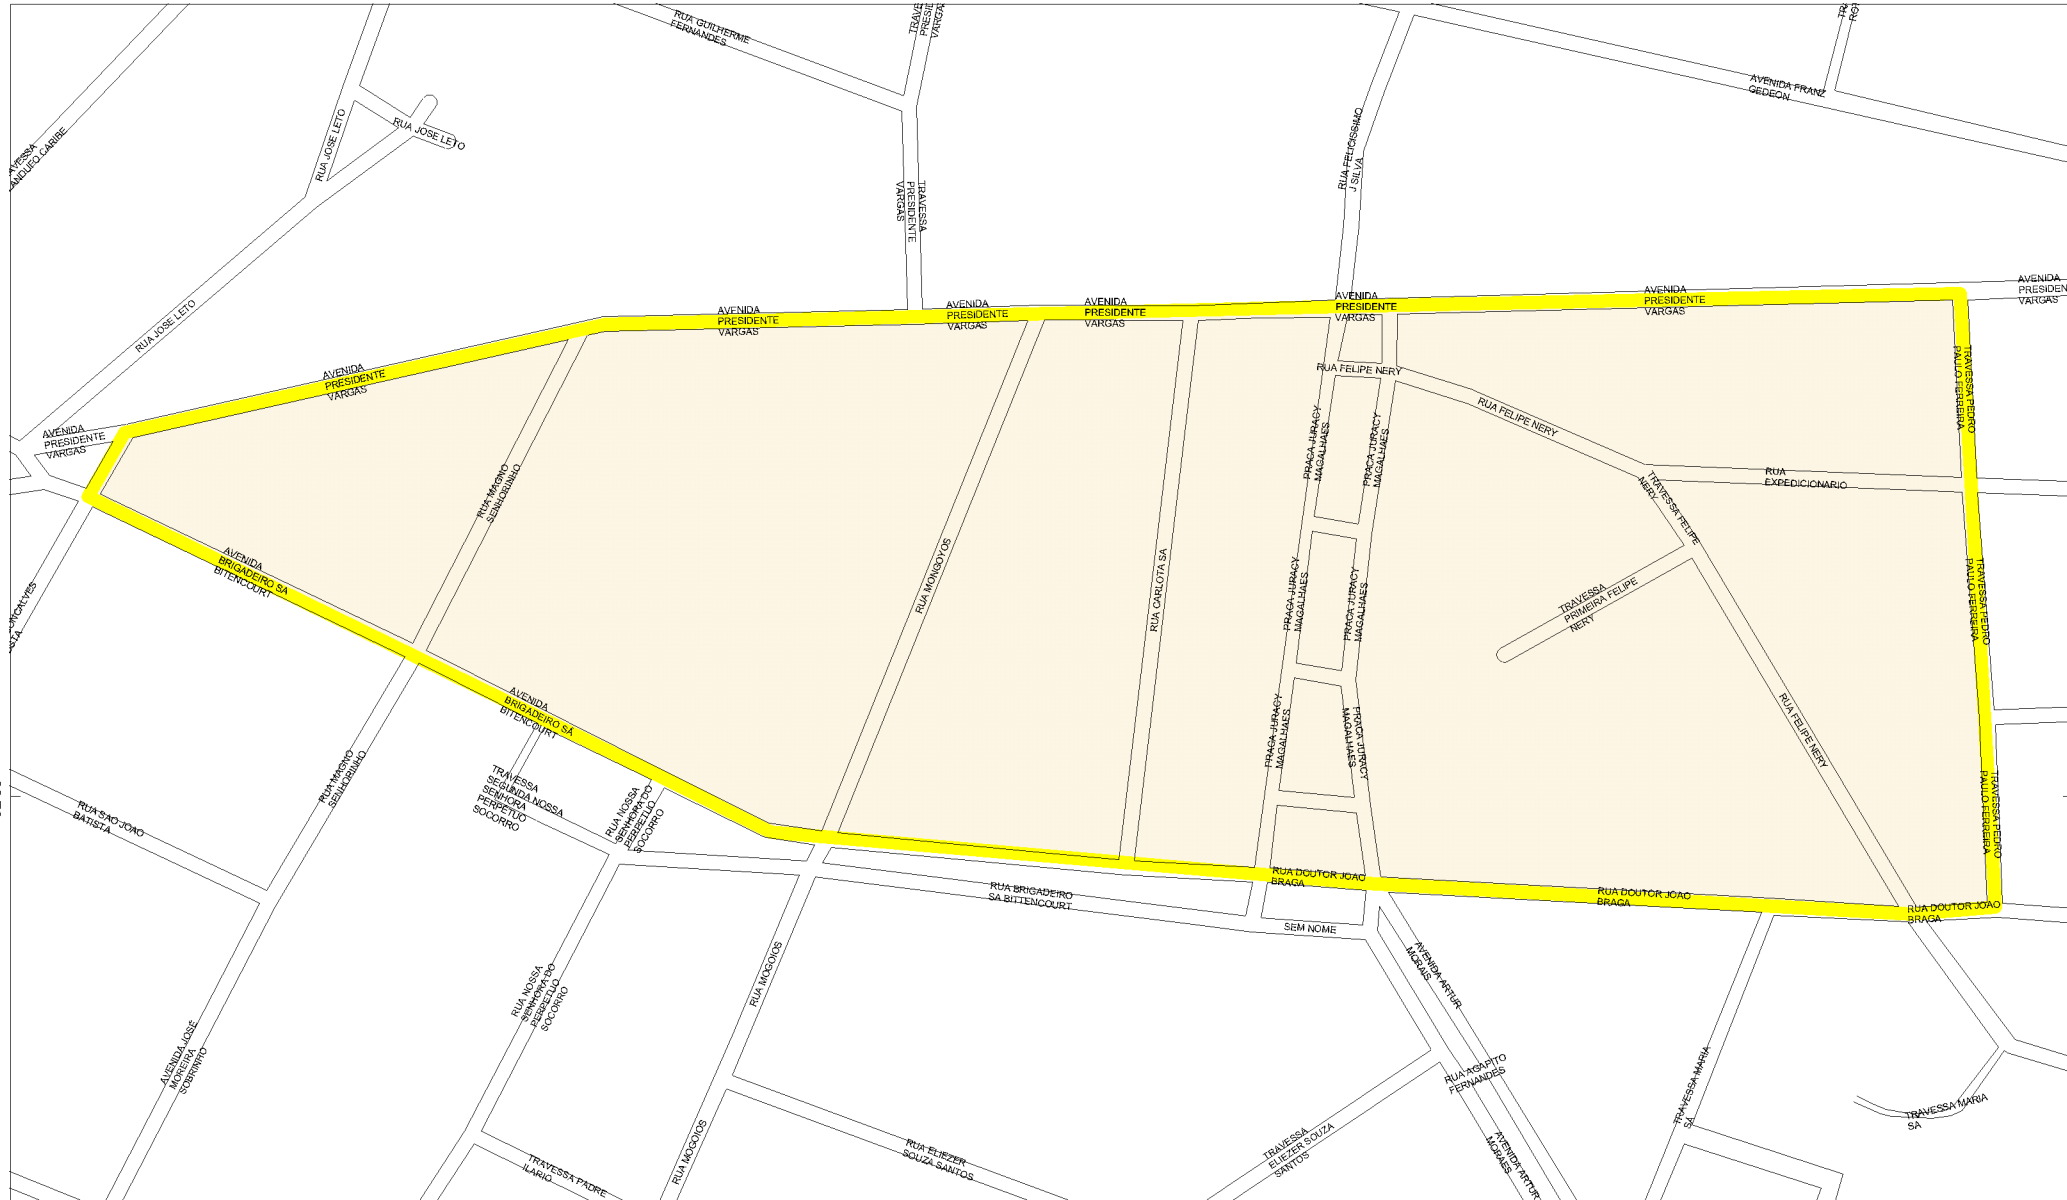 RUA GUILHERME
FERNANDES
AVENIDA FRANZ
GEDEON
RUA JOSE LETO
RUA JOSE LETO
RUA FELICISSIMO
J SILVA
TRAVESSA
PRESIDENTE
VARGAS
RUA JOSE LETO
AVENIDA
PRESIDENTE
VARGAS
AVENIDA
PRESIDENTE
VARGAS
AVENIDA
PRESIDENTE
VARGAS
AVENIDA
PRESIDENTE
VARGAS
AVENIDA
PRESIDENTE
VARGAS
AVENIDA
VARGAS
AVENIDA
PRESIDENTE
VARGAS
AVENIDA
PRESIDENTE
VARGAS
RUA FELIPE NERY
RUA FELIPE NERY
TRAVESSA PEDRO
PAULO FERREIRA
PRACA JURACY
MAGALHAES
PRACA JURACY
MAGALHAES
RUA MAGNO
SENHORINHO
RUA
EXPEDICIONARIO
TRAVESSA FELIPE
NERY
AVENIDA
BRIGADEIRO SA
BITENCOURT
RUA MONGOYOS
RUA CARLOTA SA
PRACA JURACY
MAGALHAES
PRACA JURACY
MAGALHAES
TRAVESSA
PRIMEIRA FELIPE
NERY
TRAVESSA PEDRO
PAULO FERREIRA
AVENIDA
BRIGADEIRO SA
BITENCOURT
PRACA JURACY
MAGALHAES
PRACA JURACY
MAGALHAES
RUA FELIPE NERY
RUA MAGNO
SENHORINHO
TRAVESSA
SEGUNDA NOSSA
SENHORA
PERPETUO
SOCORRO
RUA NOSSA
SENHORA DO
PERPETUO
SOCORRO
RUA SAO JOAO
BATISTA
TRAVESSA PEDRO
PAULO FERREIRA
RUA BRIGADEIRO
SA BITTENCOURT
RUA DOUTOR JOAO
BRAGA
RUA DOUTOR JOAO
BRAGA
RUA DOUTOR JOAO
BRAGA
SEM NOME
RUA MOGOIOS
RUA NOSSA
SENHORA DO
PERPETUO
SOCORRO
AVENIDA ARTUR
MORAIS
AVENIDA JOSÉ
MOREIRA
SOBRINHO
RUA AGAPITO
FERNANDES
TRAVESSA MARIA
SA
TRAVESSA MARIA
SA
RUA MOGOIOS
RUA ELIEZER
SOUZA SANTOS
TRAVESSA
ELIEZER SOUZA
SANTOS
AVENIDA ARTUR
MORAES
TRAVESSA PADRE
ILARIO